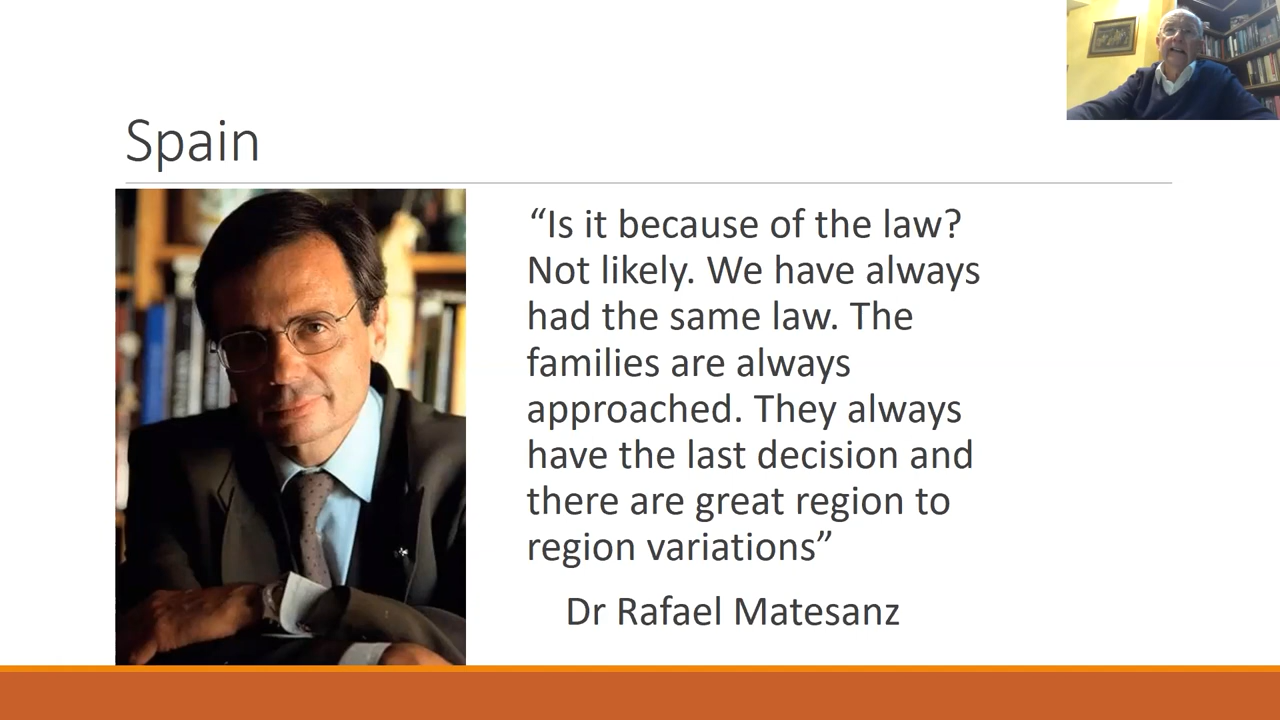 Spain
“Is it because of the law?
Not likely. We have always
had the same law. The
families are always
approached. They always
have the last decision and
there are great region to
region variations”
Dr Rafael Matesanz